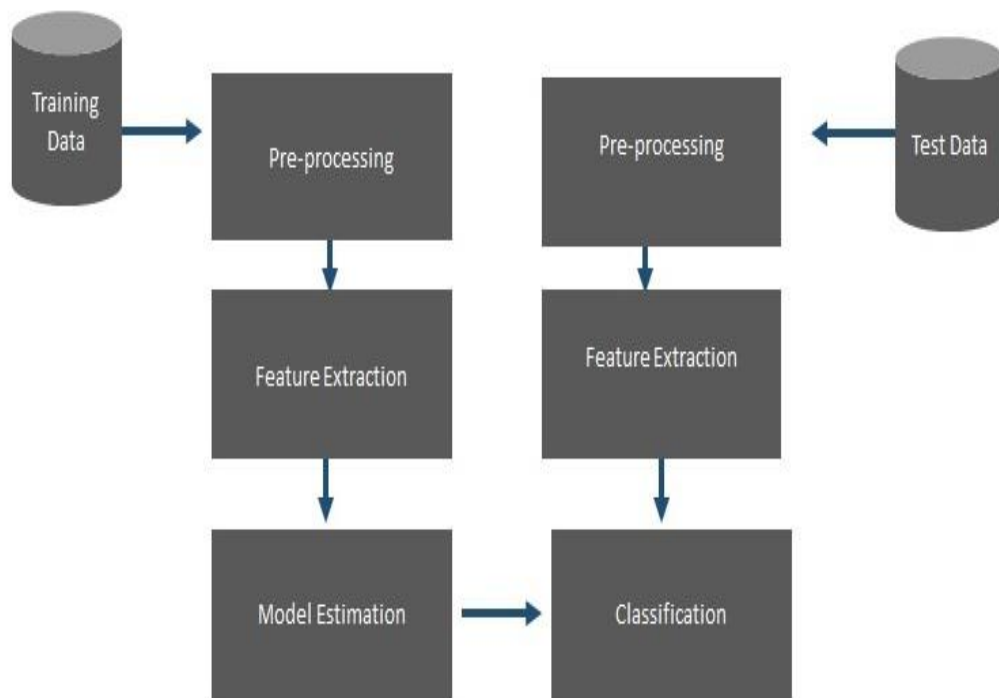 Training
Data
Pre-processing
Feature Extraction
Model Estimation
Pre-processing
Feature Extraction
Classification
Test Data